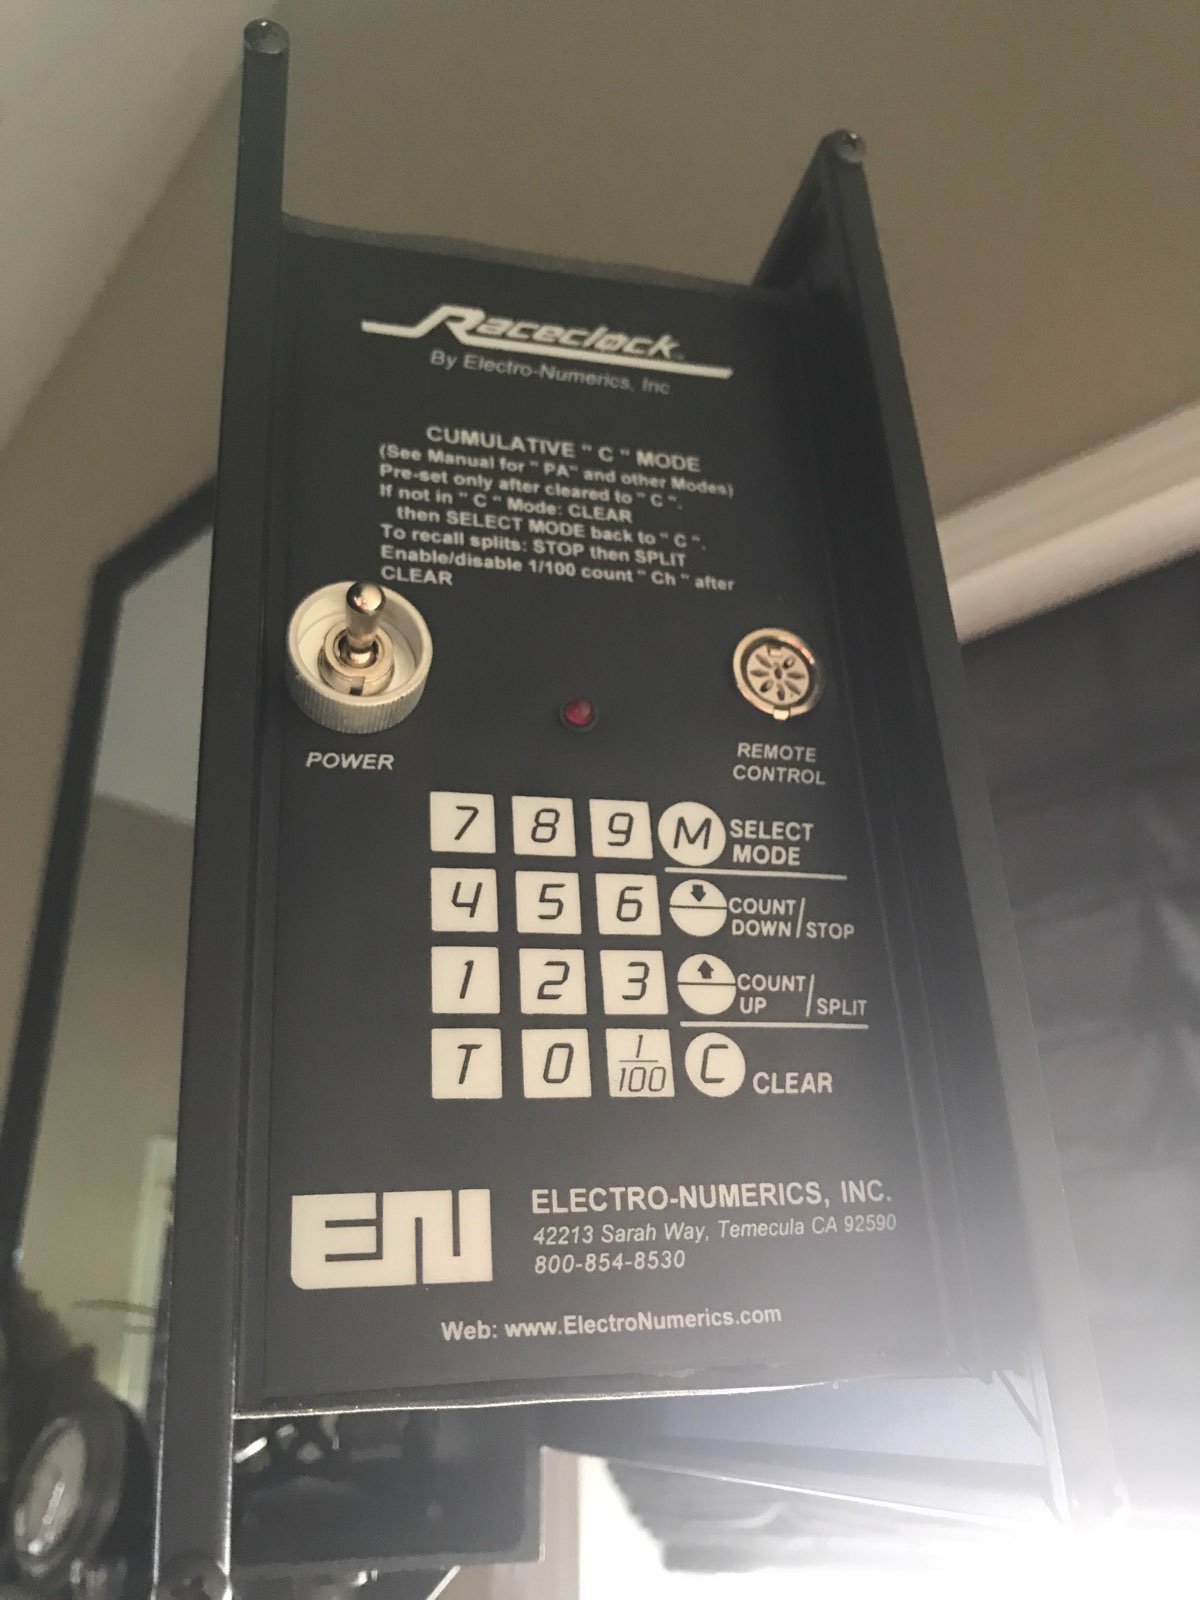 Raceclock
By Electro-Numerics, Inc.
CUMULATIVE " C " MODE
(See Manual for " PA" and other Modes)
Pre-set only after cleared to " C ".
If not in " C " Mode: CLEAR
then SELECT MODE back to " C ".
To recall splits: STOP then SPLIT
Enable/disable 1/100 count " Ch " after
CLEAR
POWER
REMOTE
CONTROL
7 8 9 M SELECT MODE
4 5 6 COUNT DOWN / STOP
1 2 3 COUNT UP / SPLIT
T 0 1/100 C CLEAR
EN
ELECTRO-NUMERICS, INC.
42213 Sarah Way, Temecula CA 92590
800-854-8530
Web: www.ElectroNumerics.com